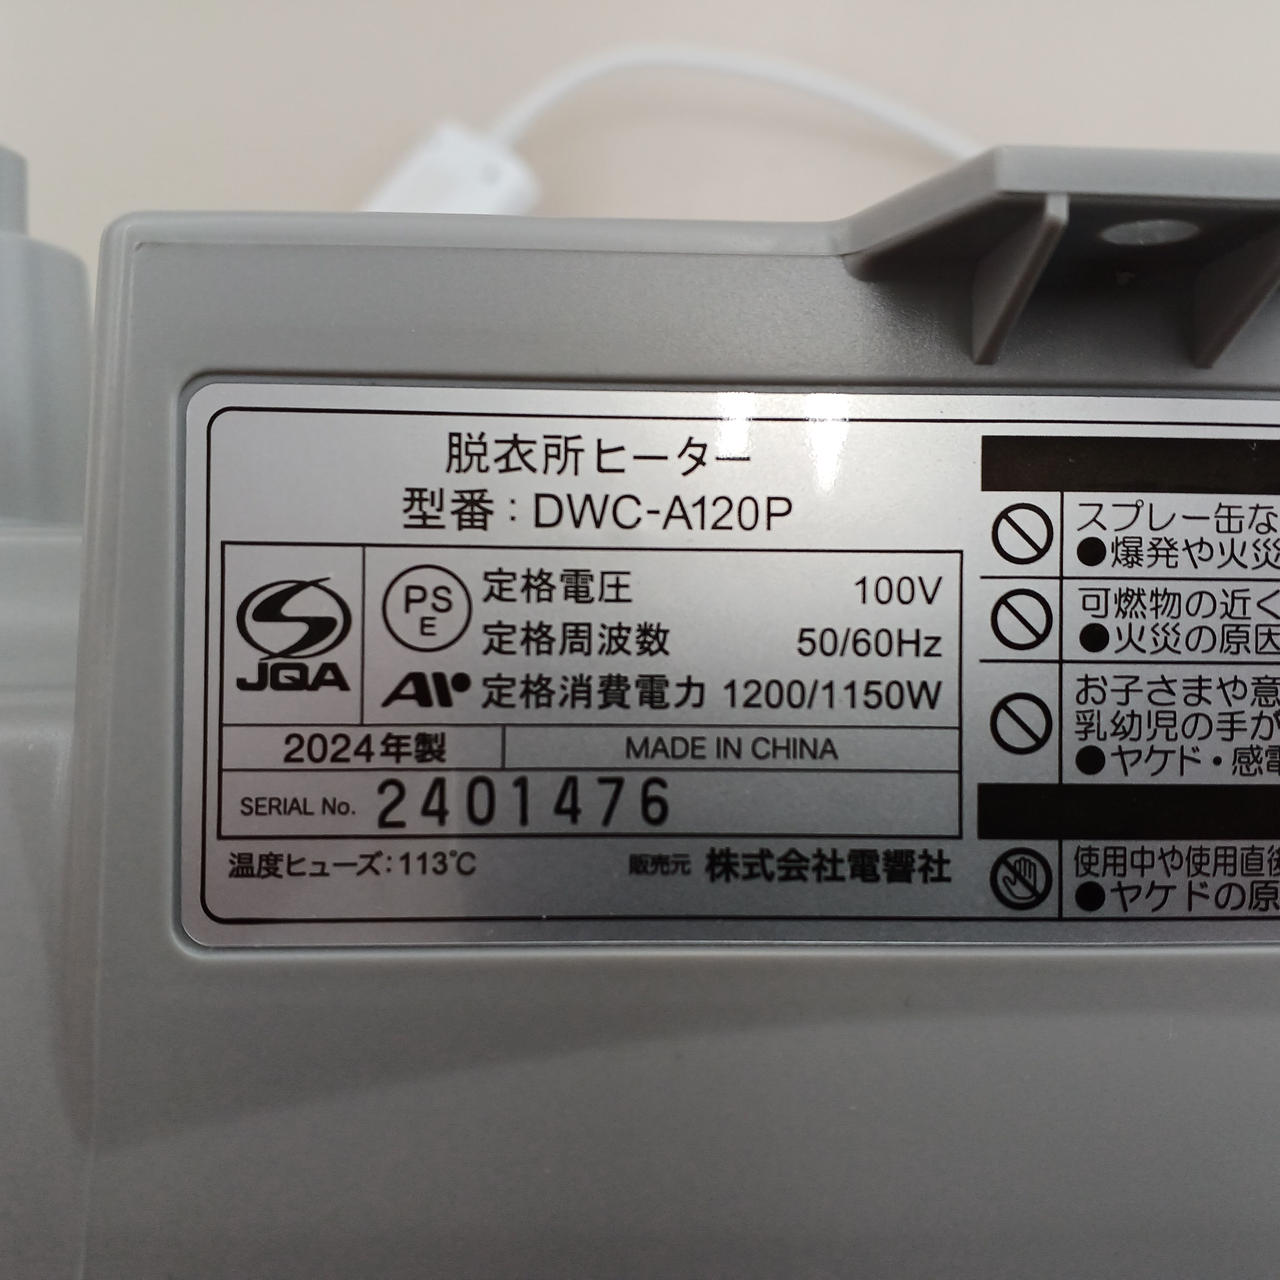 脱衣所ヒーター
型番：DWC-A120P
JQA
PSE
定格電圧 100V
定格周波数 50/60Hz
定格消費電力 1200/1150W
2024年製 MADE IN CHINA
SERIAL No. 2401476
温度ヒューズ：113℃ 販売元 株式会社電響社
スプレー缶な
●爆発や火災
可燃物の近く
●火災の原因
お子さまや意
乳幼児の手が
●ヤケド・感電
使用中や使用直後
●ヤケドの原